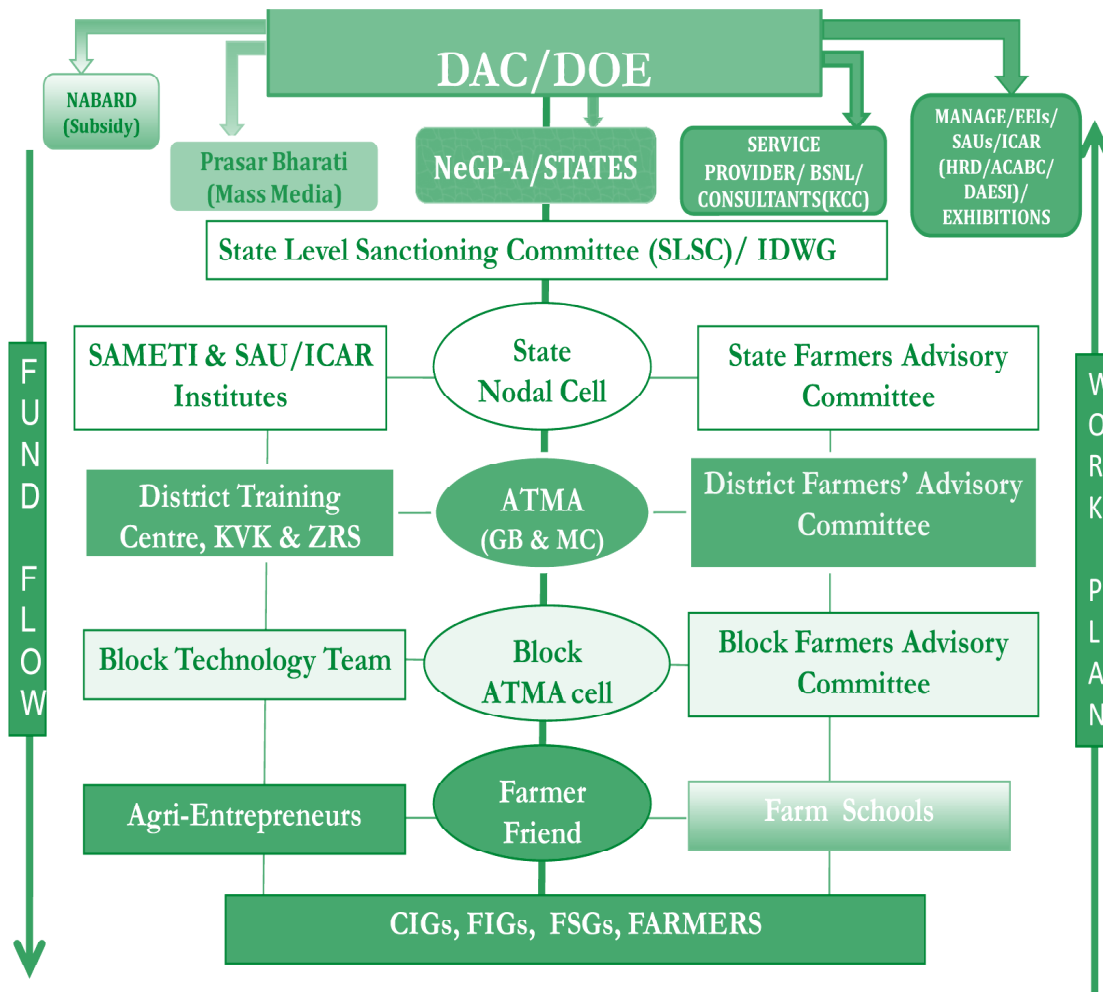 DAC/DOE
NABARD
(Subsidy)
Prasar Bharati
(Mass Media)
NeGP-A/STATES
SERVICE
PROVIDER/ BSNL/
CONSULTANTS(KCC)
MANAGE/EEIs/
SAUs/ICAR
(HRD/ACABC/
DAESI)/
EXHIBITIONS
State Level Sanctioning Committee (SLSC)/ IDWG
SAMETI & SAU/ICAR
Institutes
State
Nodal Cell
State Farmers Advisory
Committee
District Training
Centre, KVK & ZRS
ATMA
(GB & MC)
District Farmers’ Advisory
Committee
Block Technology Team
Block
ATMA cell
Block Farmers Advisory
Committee
Agri-Entrepreneurs
Farmer
Friend
Farm Schools
CIGs, FIGs, FSGs, FARMERS
FUND FLOW
WORK PLAN